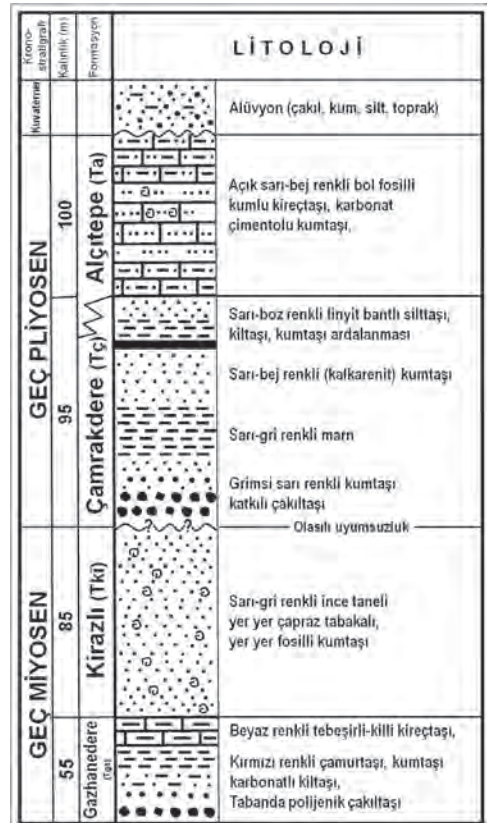 Krono-
stratigrafi
Kalınlık (m)
Formasyon
LİTOLOJİ
Kuvaterner
Alüvyon (çakıl, kum, silt, toprak)
GEÇ PLİYOSEN
100
Alçıtepe (Ta)
Açık sarı-bej renkli bol fosilli
kumlu kireçtaşı, karbonat
çimentolu kumtaşı,
95
Çamrakdere (Tç)
Sarı-boz renkli linyit bantlı silttaşı,
kiltaşı, kumtaşı ardalanması
Sarı-bej renkli (kalkarenit) kumtaşı
Sarı-gri renkli marn
Grimsi sarı renkli kumtaşı
katkılı çakıltaşı
? ?
Olasılı uyumsuzluk
GEÇ MİYOSEN
85
Kirazlı (Tki)
Sarı-gri renkli ince taneli
yer yer çapraz tabakalı,
yer yer fosilli kumtaşı
55
Gazhanedere
Beyaz renkli tebeşirli-killi kireçtaşı,
Kırmızı renkli çamurtaşı, kumtaşı
karbonatlı kiltaşı,
Tabanda polijenik çakıltaşı